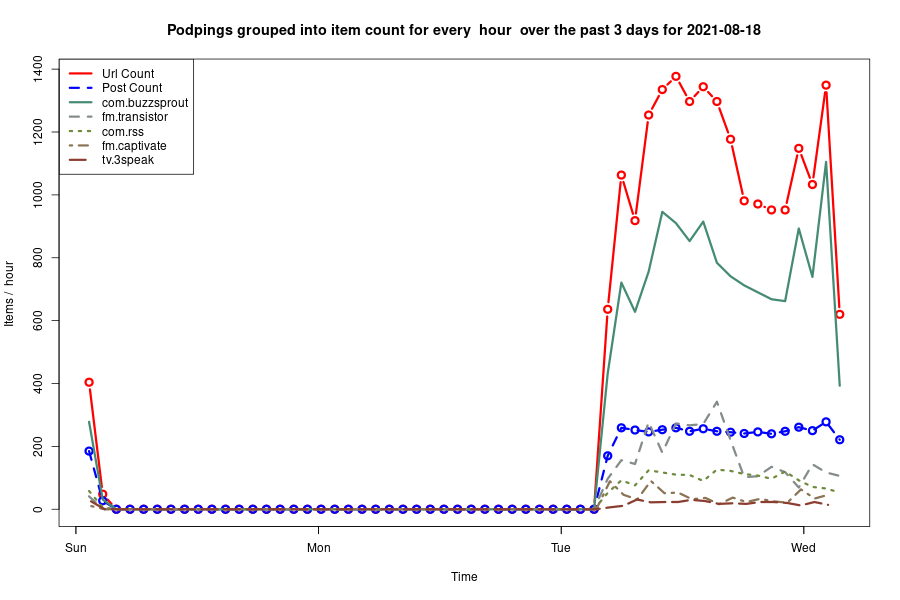 Podpings grouped into item count for every  hour  over the past 3 days for 2021-08-18
Url Count
Post Count
com.buzzsprout
fm.transistor
com.rss
fm.captivate
tv.3speak
Items /  hour
1400
1200
1000
800
600
400
200
0
Sun
Mon
Tue
Wed
Time